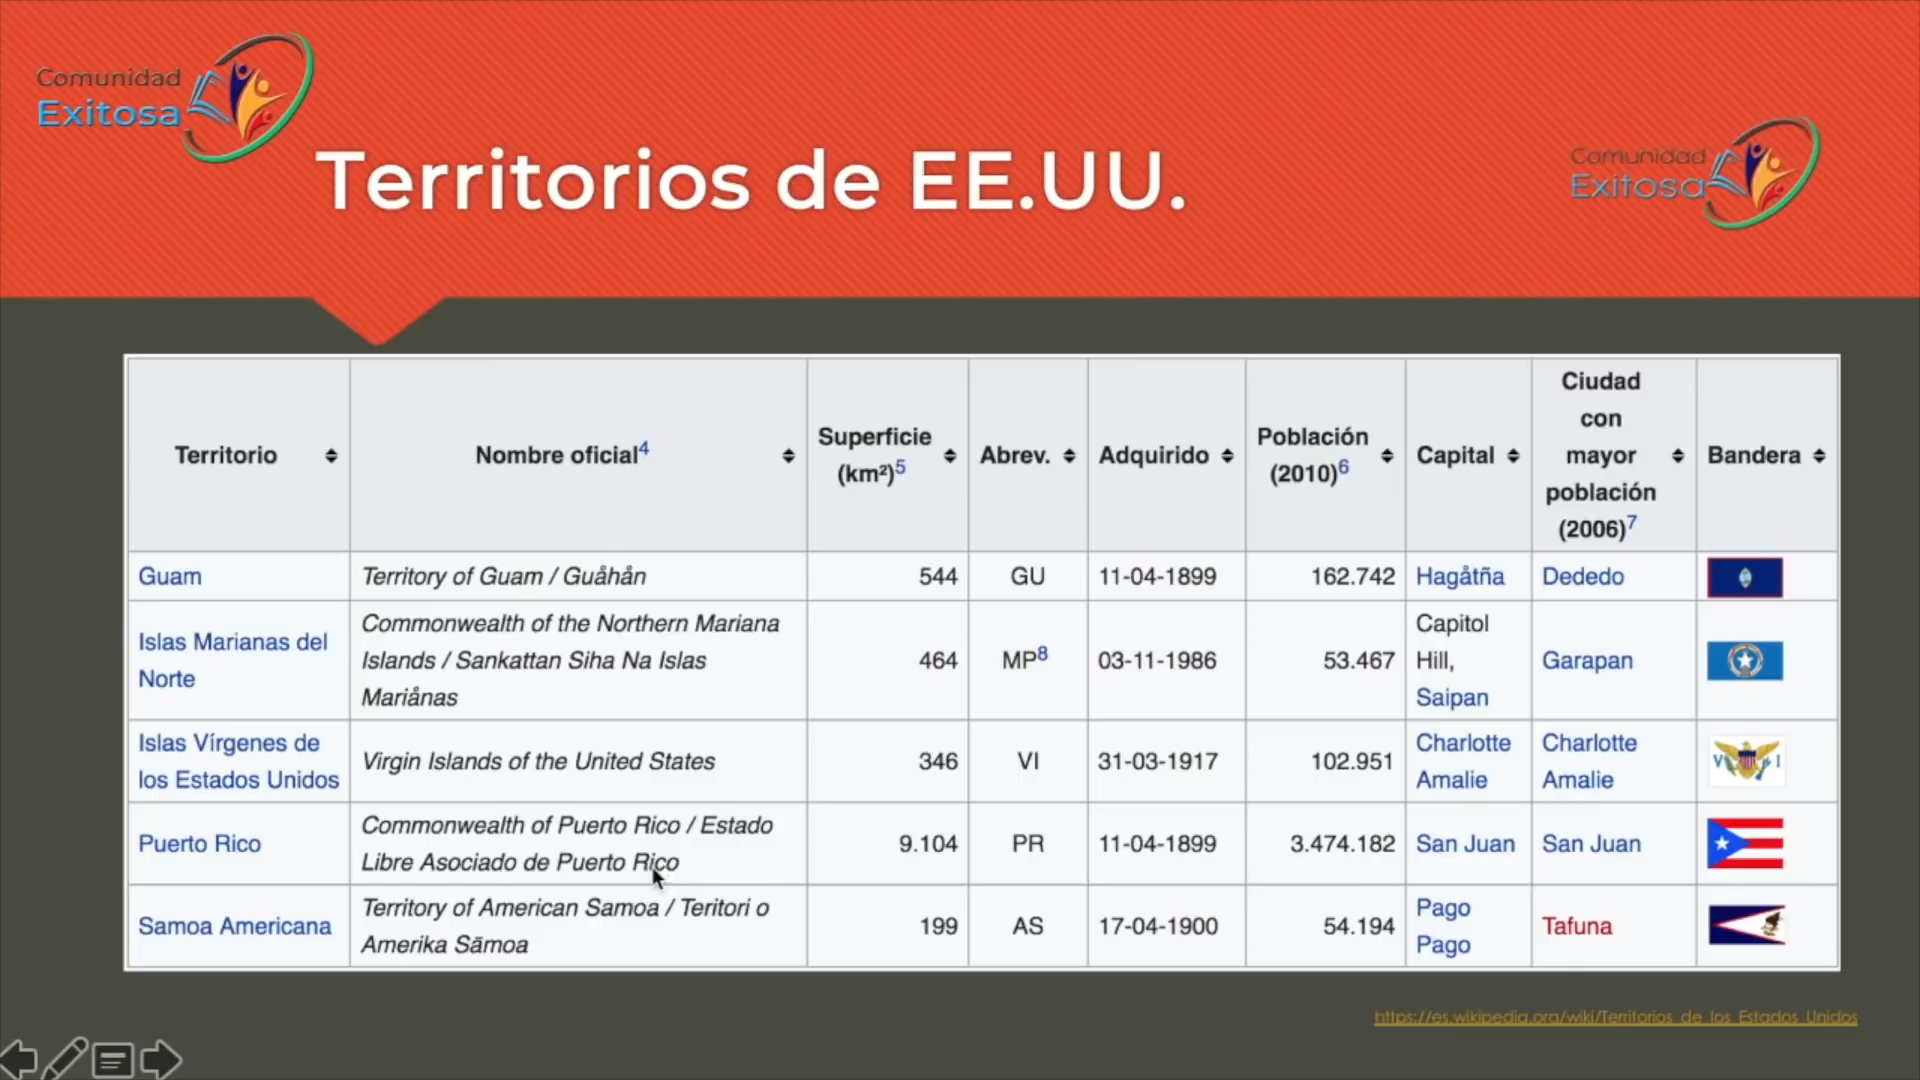 Comunidad
Exitosa
Comunidad
Exitosa
Territorios de EE.UU.
Territorio
Nombre oficial4
Superficie
(km²)5
Abrev.
Adquirido
Población
(2010)6
Capital
Ciudad
con
mayor
población
(2006)7
Bandera
Guam
Territory of Guam / Guåhån
544
GU
11-04-1899
162.742
Hagåtña
Dededo
Islas Marianas del
Norte
Commonwealth of the Northern Mariana
Islands / Sankattan Siha Na Islas
Mariånas
464
MP8
03-11-1986
53.467
Capitol
Hill,
Saipan
Garapan
Islas Vírgenes de
los Estados Unidos
Virgin Islands of the United States
346
VI
31-03-1917
102.951
Charlotte
Amalie
Charlotte
Amalie
V I
Puerto Rico
Commonwealth of Puerto Rico / Estado
Libre Asociado de Puerto Rico
9.104
PR
11-04-1899
3.474.182
San Juan
San Juan
Samoa Americana
Territory of American Samoa / Teritori o
Amerika Sāmoa
199
AS
17-04-1900
54.194
Pago
Pago
Tafuna
https://es.wikipedia.org/wiki/Territorios_de_los_Estados_Unidos